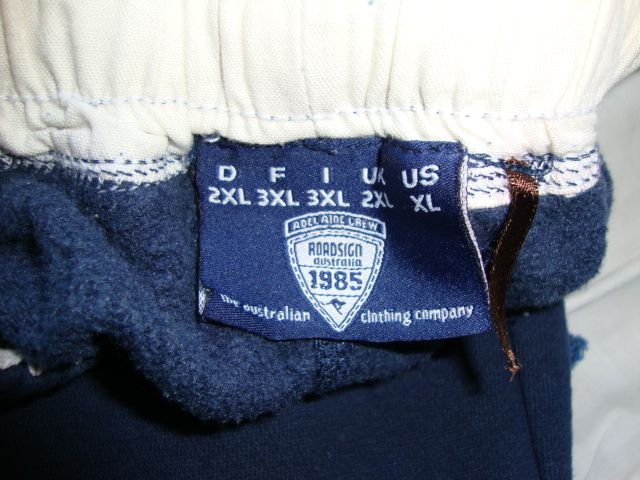 D F I UK US
2XL 3XL 3XL 2XL XL
ADELAIDE CREW
ROADSIGN
australia
1985
the australian clothing company